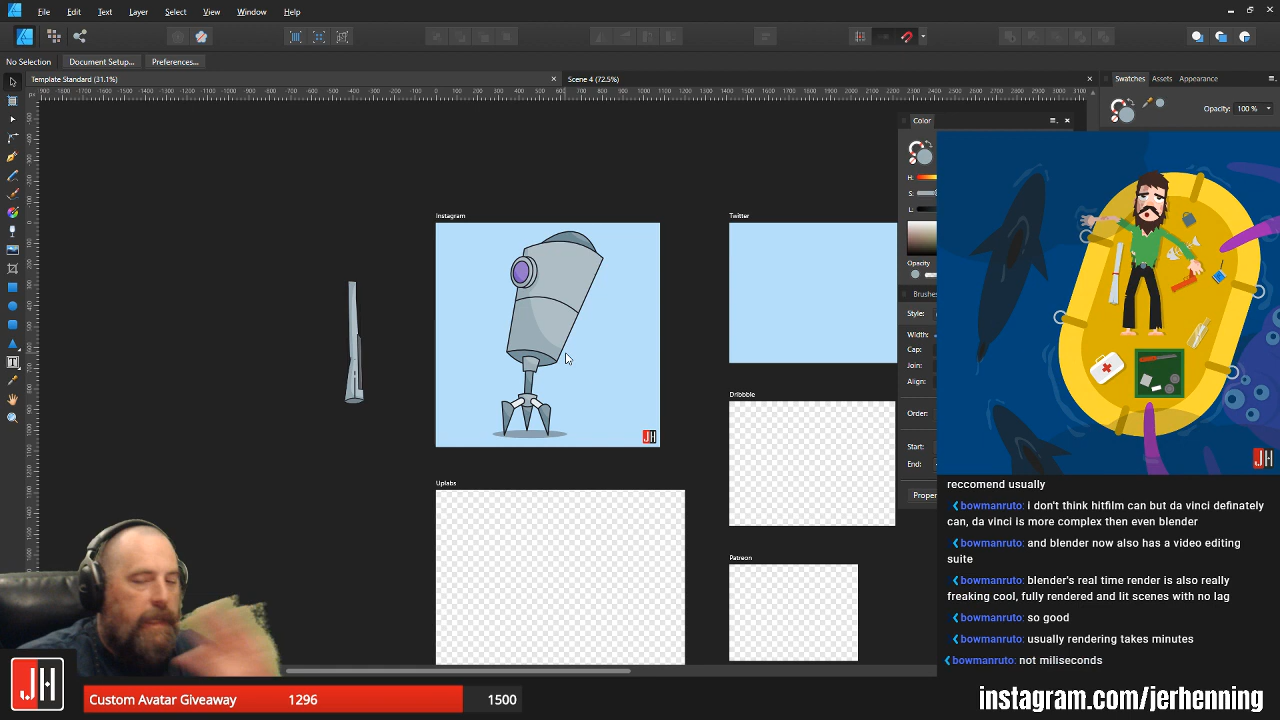 File Edit Text Layer Select View Window Help
No Selection Document Setup... Preferences...
Template Standard (31.1%)
Scene 4 (72.5%)
Swatches Assets Appearance
Opacity: 100 %
Color
H:
S:
L:
Opacity
Brushes
Style:
Width:
Cap:
Join:
Align:
Order:
Start:
End:
Proper
Instagram
Twitter
Dribbble
Uplabs
Patreon
JH
JH
reccomend usually
bowmanruto: i don't think hitfilm can but da vinci definately
can, da vinci is more complex then even blender
bowmanruto: and blender now also has a video editing
suite
bowmanruto: blender's real time render is also really
freaking cool, fully rendered and lit scenes with no lag
bowmanruto: so good
bowmanruto: usually rendering takes minutes
bowmanruto: not miliseconds
JH
Custom Avatar Giveaway 1296 1500
instagram.com/jerhenning